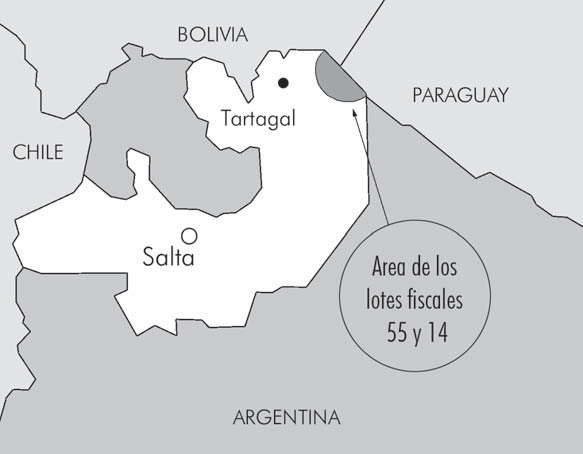 BOLIVIA
PARAGUAY
Tartagal
CHILE
Salta
Area de los
lotes fiscales
55 y 14
ARGENTINA